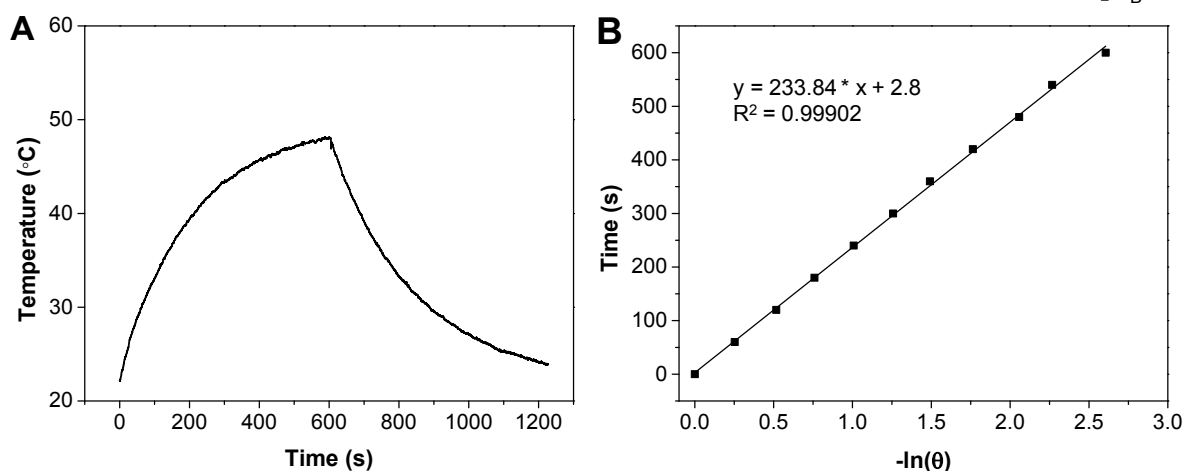 A
60
50
40
30
20
Temperature (°C)
0 200 400 600 800 1000 1200
Time (s)
B
600
500
400
300
200
100
0
Time (s)
y = 233.84 * x + 2.8
R² = 0.99902
0.0 0.5 1.0 1.5 2.0 2.5 3.0
-ln(θ)